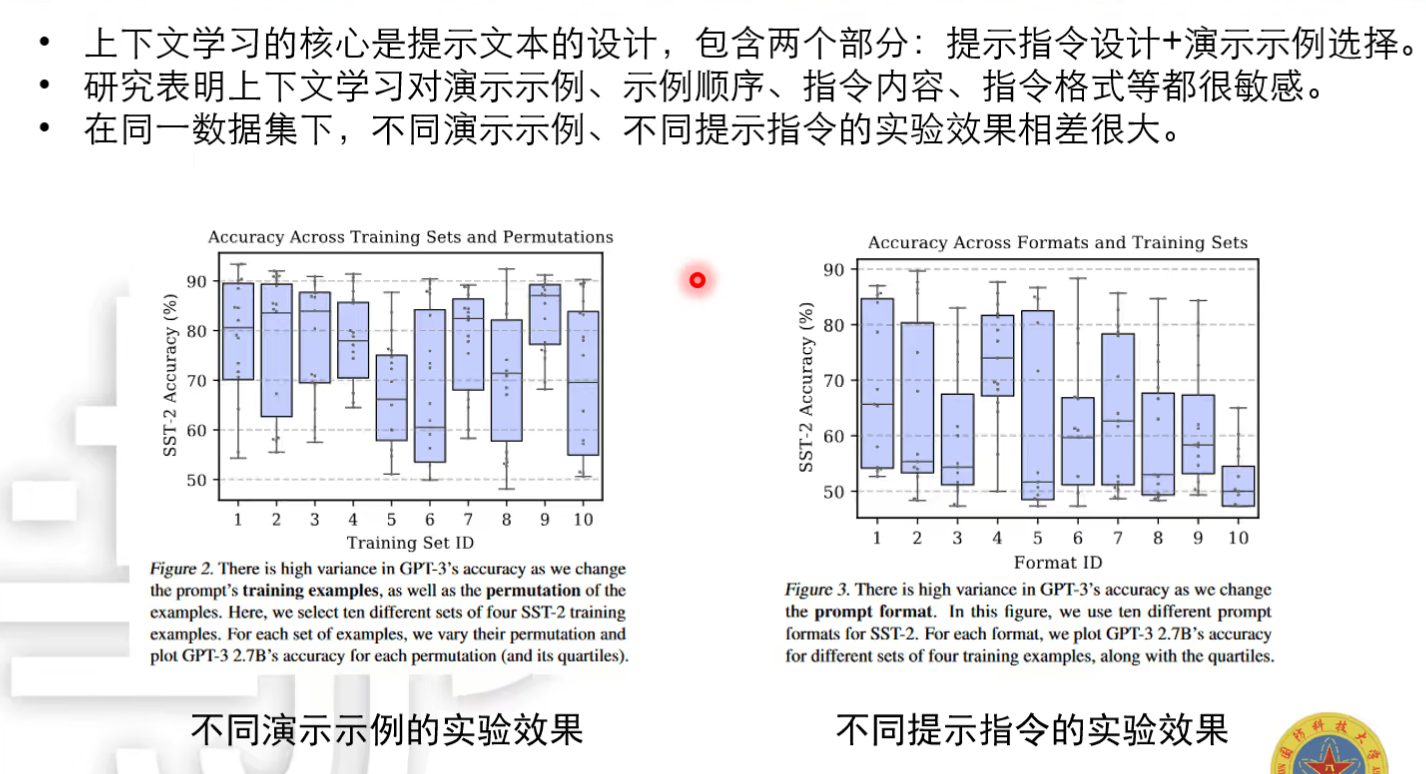 • 上下文学习的核心是提示文本的设计，包含两个部分：提示指令设计+演示示例选择。
• 研究表明上下文学习对演示示例、示例顺序、指令内容、指令格式等都很敏感。
• 在同一数据集下，不同演示示例、不同提示指令的实验效果相差很大。
Accuracy Across Training Sets and Permutations
SST-2 Accuracy (%)
90
80
70
60
50
1 2 3 4 5 6 7 8 9 10
Training Set ID
Figure 2. There is high variance in GPT-3's accuracy as we change
the prompt's training examples, as well as the permutation of the
examples. Here, we select ten different sets of four SST-2 training
examples. For each set of examples, we vary their permutation and
plot GPT-3 2.7B's accuracy for each permutation (and its quartiles).
不同演示示例的实验效果
Accuracy Across Formats and Training Sets
SST-2 Accuracy (%)
90
80
70
60
50
1 2 3 4 5 6 7 8 9 10
Format ID
Figure 3. There is high variance in GPT-3's accuracy as we change
the prompt format. In this figure, we use ten different prompt
formats for SST-2. For each format, we plot GPT-3 2.7B's accuracy
for different sets of four training examples, along with the quartiles.
不同提示指令的实验效果
国防科技大学